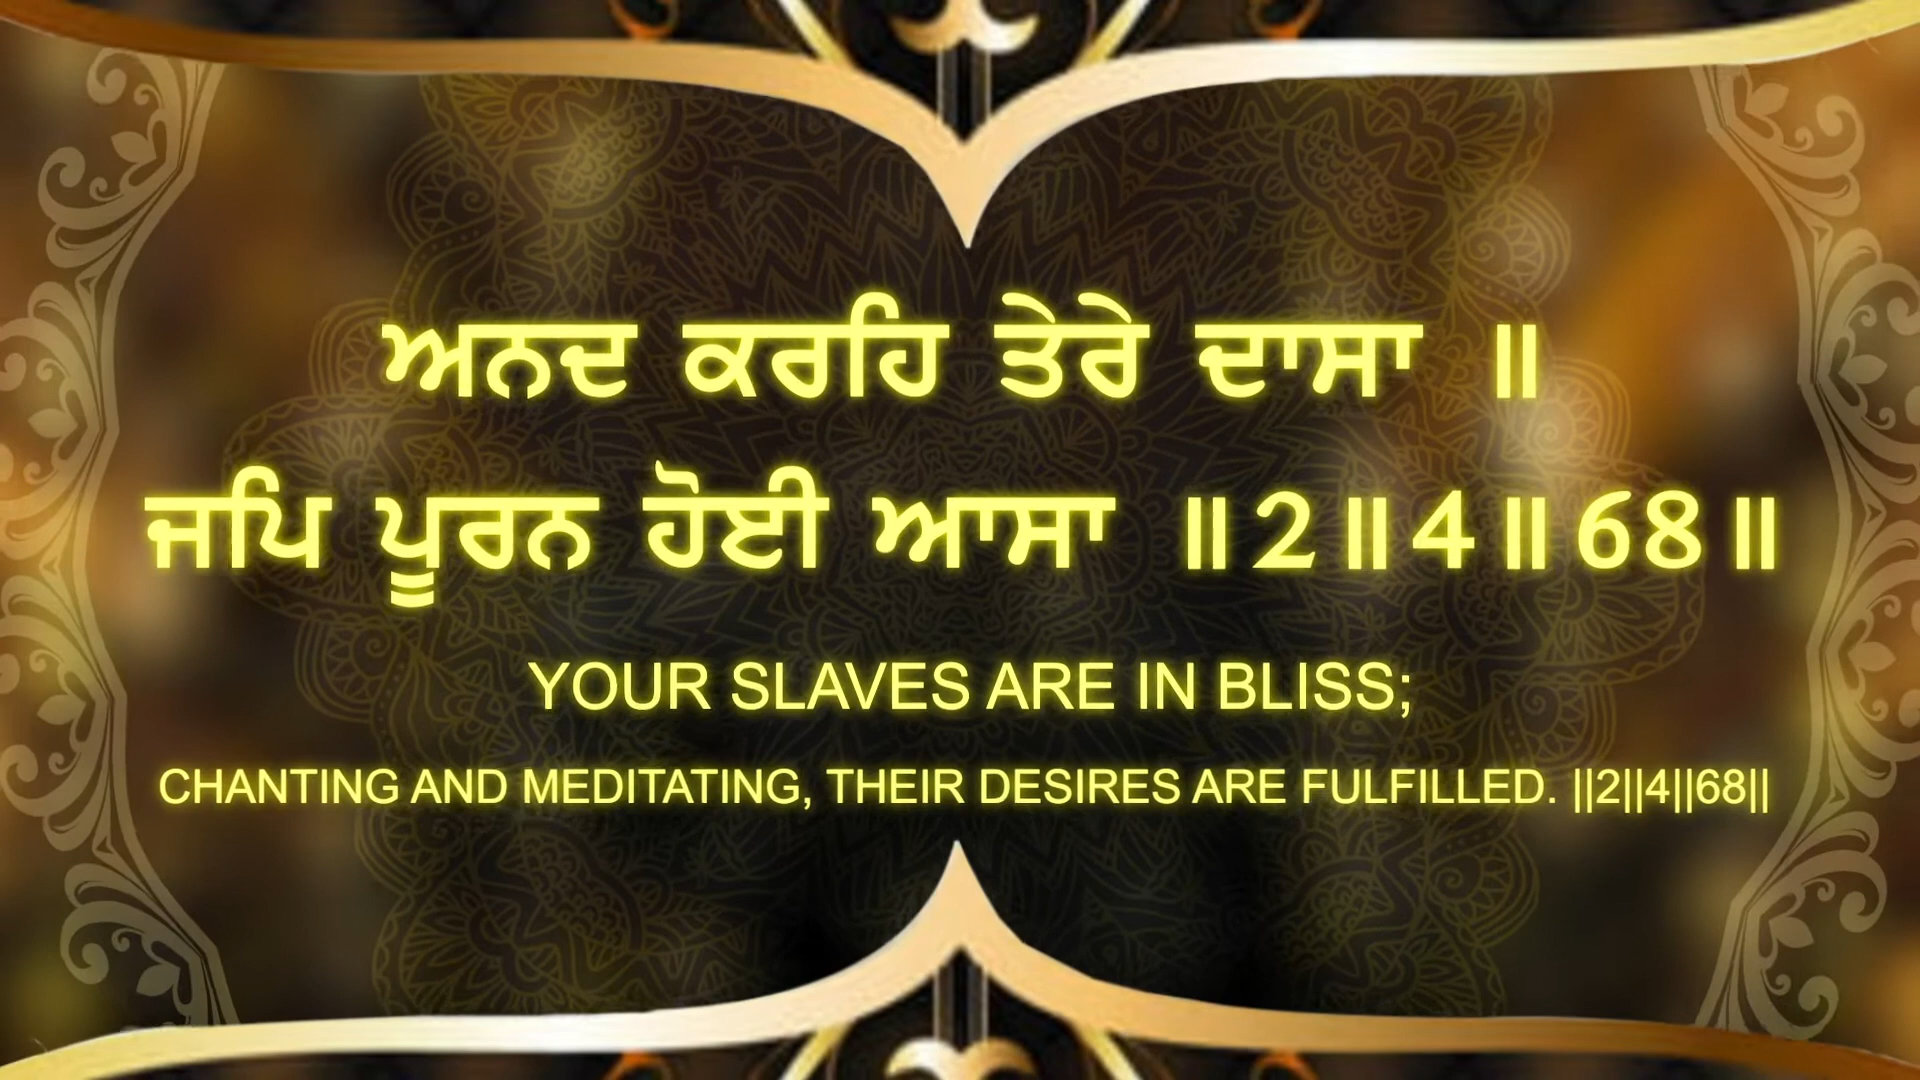 ਅਨਦ ਕਰਹਿ ਤੇਰੇ ਦਾਸਾ ॥
ਜਪਿ ਪੂਰਨ ਹੋਈ ਆਸਾ ॥2॥4॥68॥
YOUR SLAVES ARE IN BLISS;
CHANTING AND MEDITATING, THEIR DESIRES ARE FULFILLED. ||2||4||68||